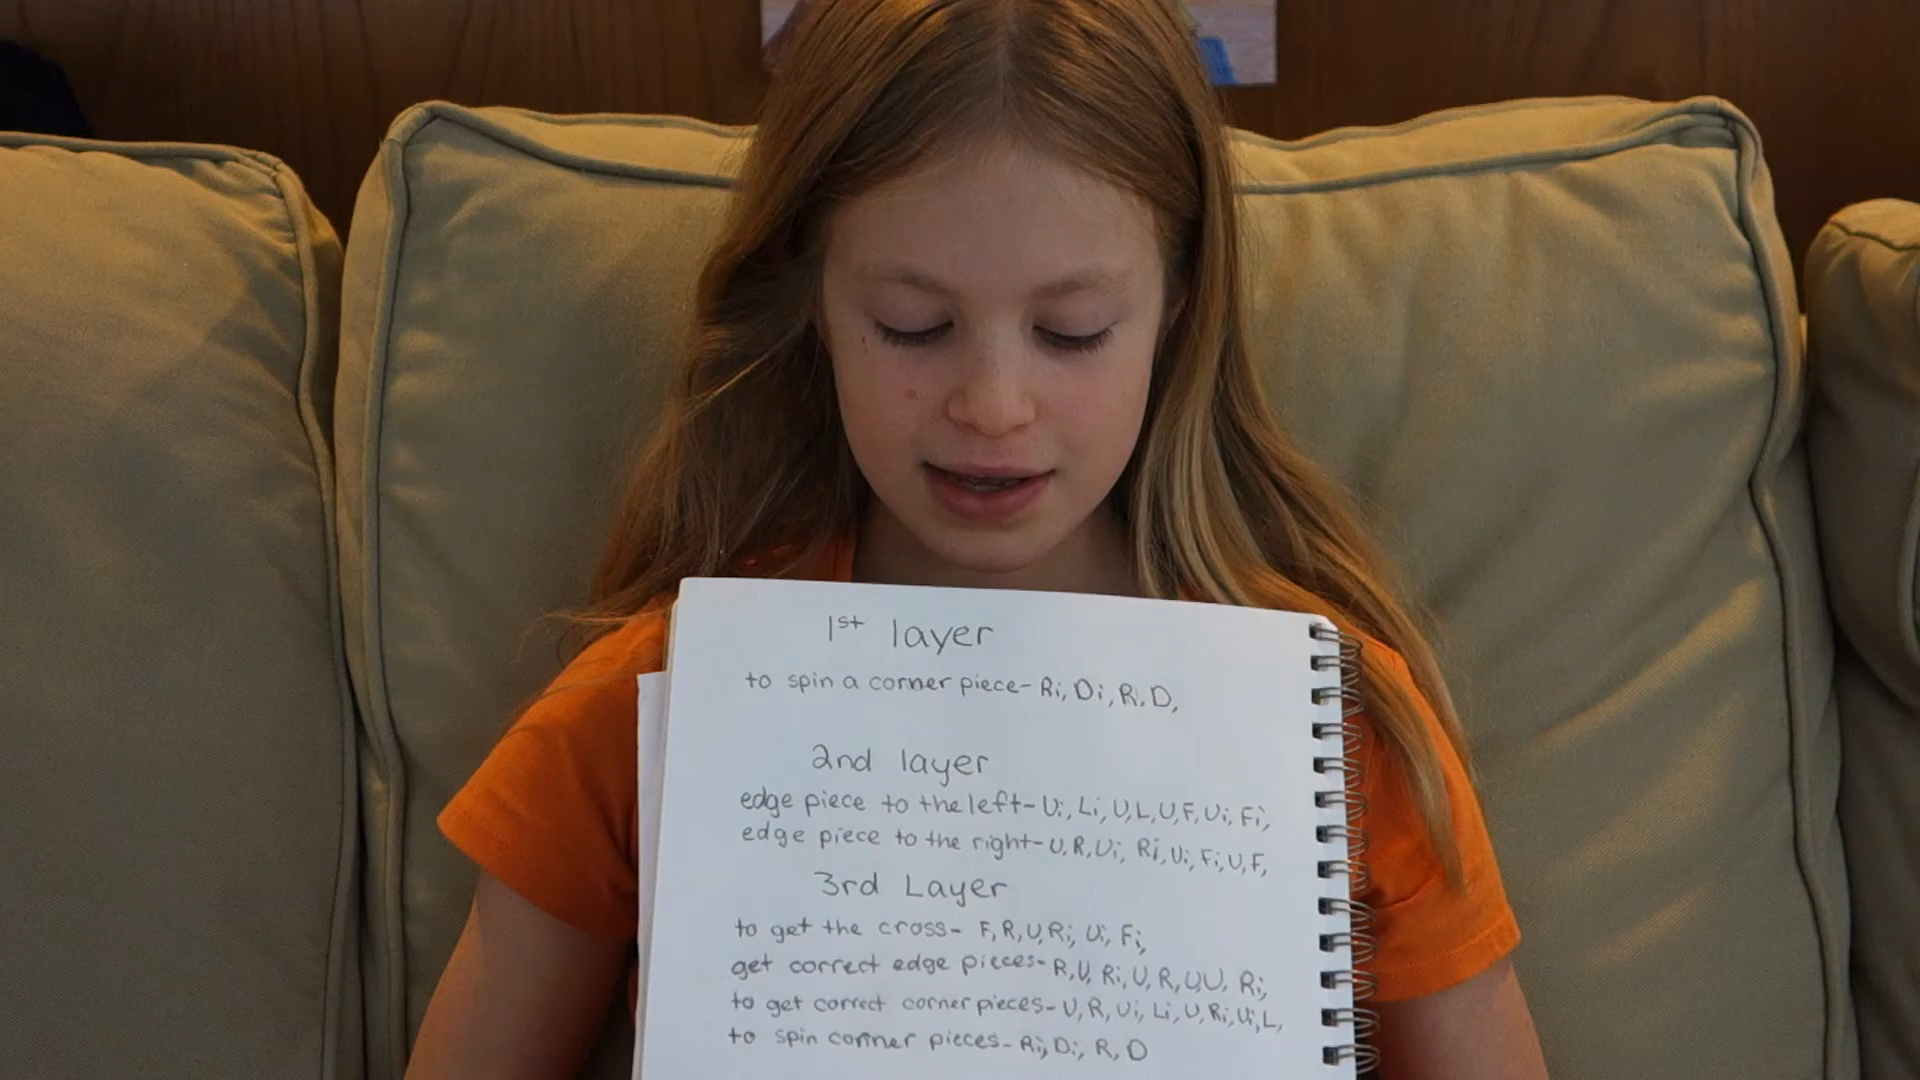 1st layer
to spin a corner piece- Ri, Di, R, D,
2nd layer
edge piece to the left- Ui, Li, U, L, U, F, Ui, Fi,
edge piece to the right- U, R, Ui, Ri, Ui, Fi, U, F,
3rd Layer
to get the cross- F, R, U, Ri, Ui, Fi,
get correct edge pieces- R, U, Ri, U, R, U, U, Ri,
to get correct corner pieces- U, R, Ui, Li, U, Ri, Ui, L,
to spin corner pieces- Ri, Di, R, D